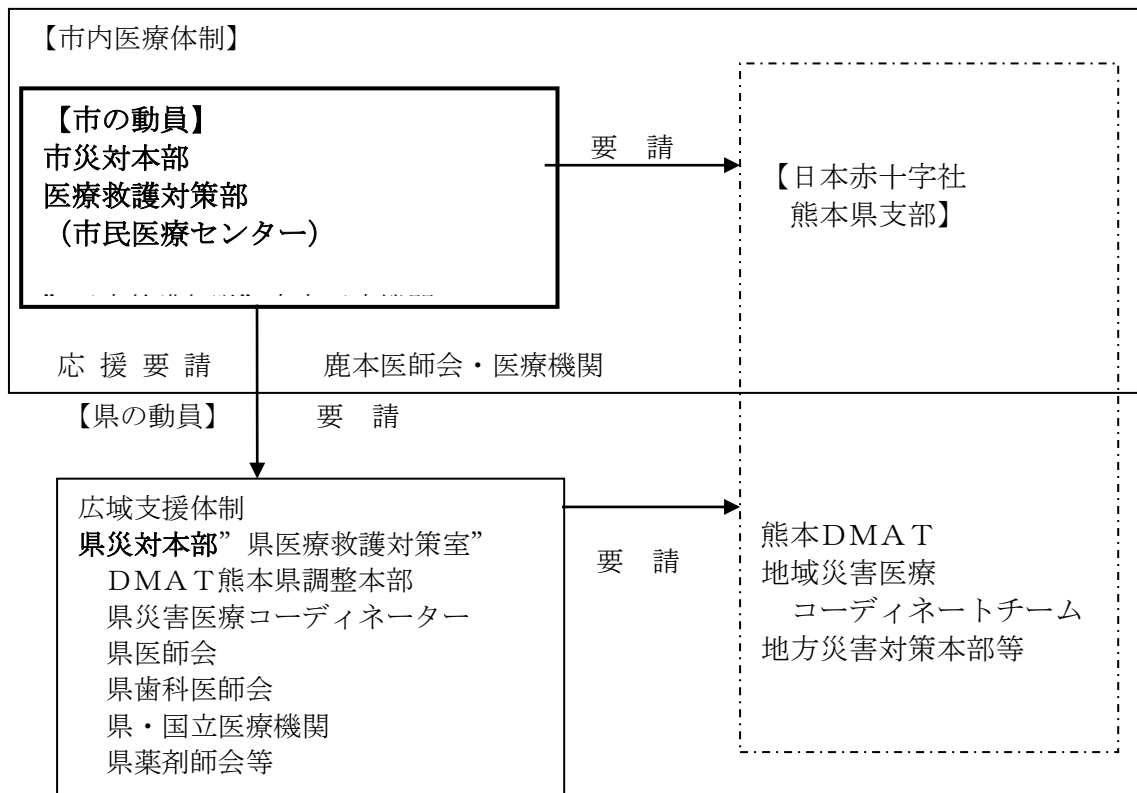 【市内医療体制】
【市の動員】
市災対本部
医療救護対策部
(市民医療センター)
要　請
【日本赤十字社
熊本県支部】
応 援 要 請
鹿本医師会・医療機関
【県の動員】
要　請
広域支援体制
県災対本部”県医療救護対策室”
ＤＭＡＴ熊本県調整本部
県災害医療コーディネーター
県医師会
県歯科医師会
県・国立医療機関
県薬剤師会等
要　請
熊本ＤＭＡＴ
地域災害医療
コーディネートチーム
地方災害対策本部等